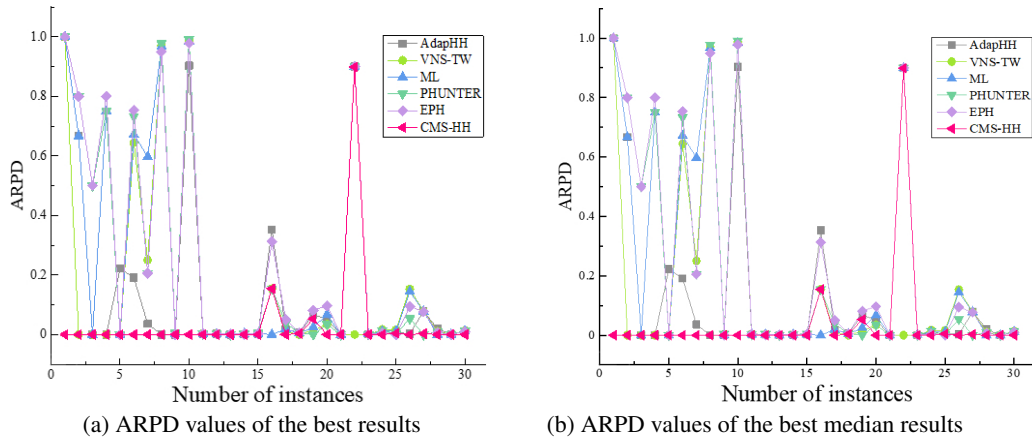 1.0
0.8
0.6
0.4
0.2
0.0
ARPD
0 5 10 15 20 25 30
Number of instances
AdapHH
VNS-TW
ML
PHUNTER
EPH
CMS-HH
(a) ARPD values of the best results
1.0
0.8
0.6
0.4
0.2
0.0
ARPD
0 5 10 15 20 25 30
Number of instances
AdapHH
VNS-TW
ML
PHUNTER
EPH
CMS-HH
(b) ARPD values of the best median results